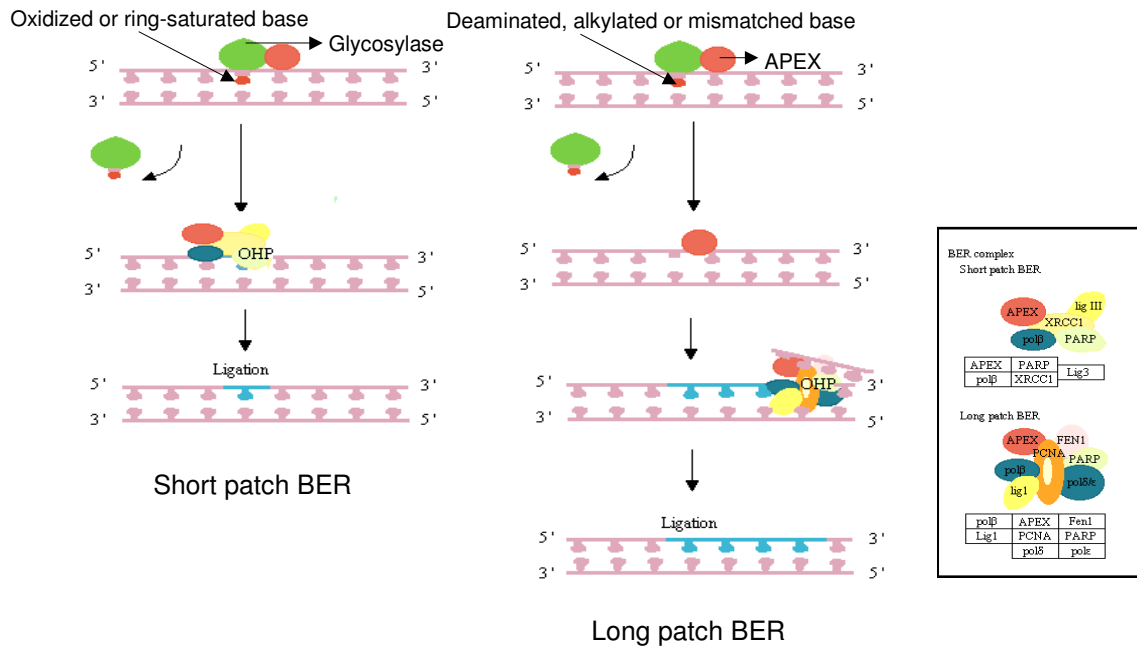 Oxidized or ring-saturated base
Glycosylase
5' 3'
3' 5'
OHP
5' 3'
3' 5'
Ligation
5' 3'
3' 5'
Short patch BER
Deaminated, alkylated or mismatched base
APEX
5' 3'
3' 5'
5' 3'
3' 5'
OHP
5' 3'
3' 5'
Ligation
5' 3'
3' 5'
Long patch BER
BER complex
Short patch BER
lig III
APEX
XRCC1
polβ PARP
APEX PARP Lig3
polβ XRCC1
Long patch BER
APEX FEN1
PCNA
PARP
polβ
polδ/ε
lig1
polβ APEX Fen1
Lig1 PCNA PARP
polδ polε